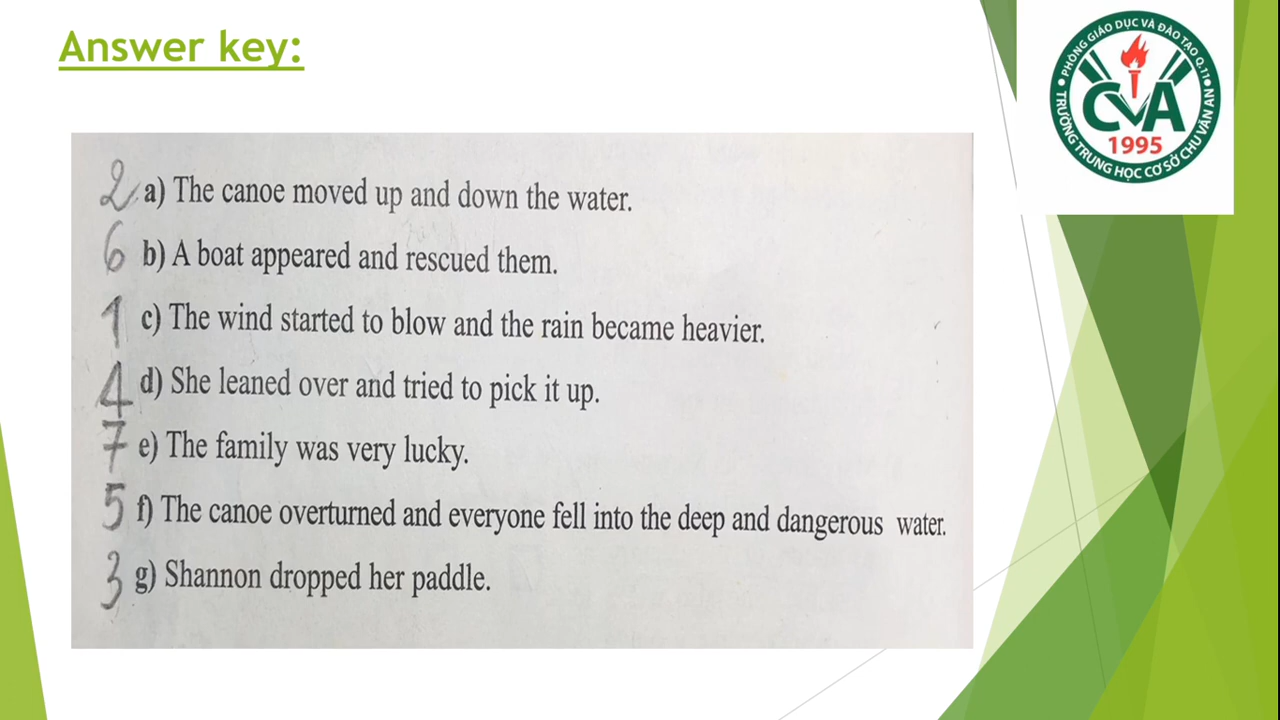 Answer key:
PHÒNG GIÁO DỤC VÀ ĐÀO TẠO Q.11
TRƯỜNG TRUNG HỌC CƠ SỞ CHU VĂN AN
CVA
1995
2 a) The canoe moved up and down the water.
6 b) A boat appeared and rescued them.
1 c) The wind started to blow and the rain became heavier.
4 d) She leaned over and tried to pick it up.
7 e) The family was very lucky.
5 f) The canoe overturned and everyone fell into the deep and dangerous water.
3 g) Shannon dropped her paddle.